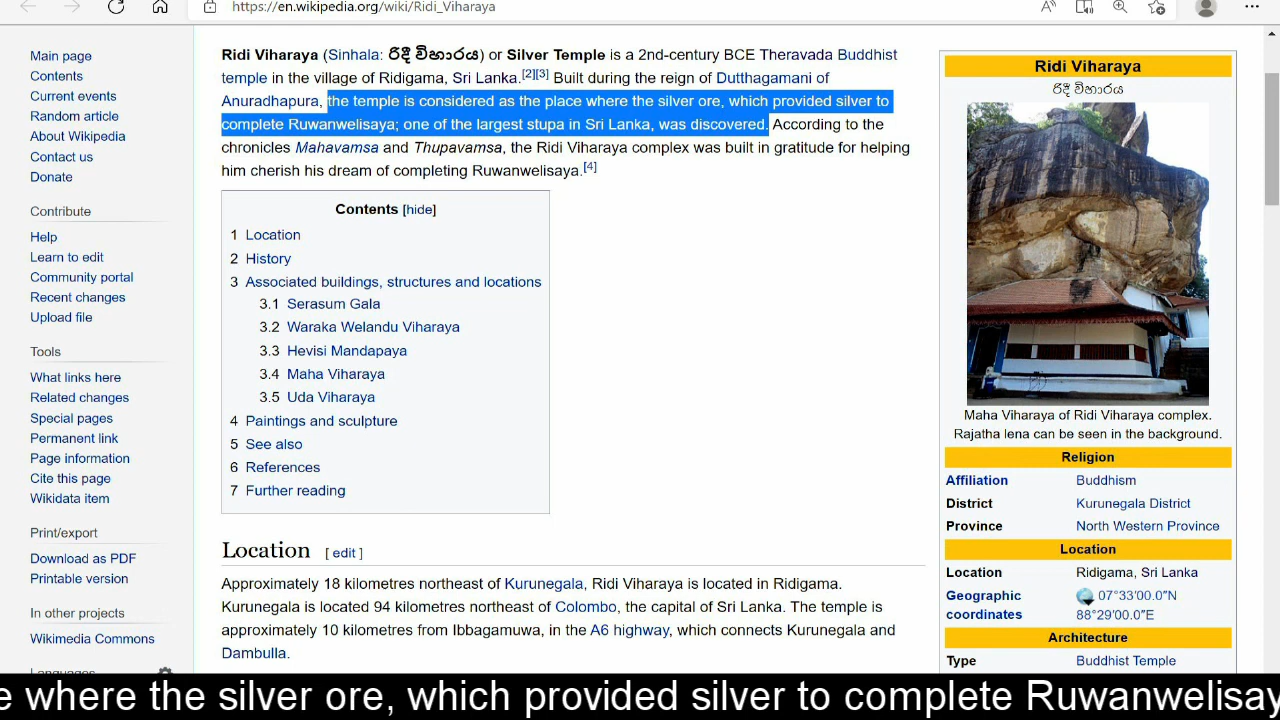 https://en.wikipedia.org/wiki/Ridi_Viharaya
Main page
Contents
Current events
Random article
About Wikipedia
Contact us
Donate
Contribute
Help
Learn to edit
Community portal
Recent changes
Upload file
Tools
What links here
Related changes
Special pages
Permanent link
Page information
Cite this page
Wikidata item
Print/export
Download as PDF
Printable version
In other projects
Wikimedia Commons
Languages
Ridi Viharaya (Sinhala: රිදී විහාරය) or Silver Temple is a 2nd-century BCE Theravada Buddhist
temple in the village of Ridigama, Sri Lanka.[2][3] Built during the reign of Dutthagamani of
Anuradhapura, the temple is considered as the place where the silver ore, which provided silver to
complete Ruwanwelisaya; one of the largest stupa in Sri Lanka, was discovered. According to the
chronicles Mahavamsa and Thupavamsa, the Ridi Viharaya complex was built in gratitude for helping
him cherish his dream of completing Ruwanwelisaya.[4]
Contents [hide]
1 Location
2 History
3 Associated buildings, structures and locations
3.1 Serasum Gala
3.2 Waraka Welandu Viharaya
3.3 Hevisi Mandapaya
3.4 Maha Viharaya
3.5 Uda Viharaya
4 Paintings and sculpture
5 See also
6 References
7 Further reading
Location [ edit ]
Approximately 18 kilometres northeast of Kurunegala, Ridi Viharaya is located in Ridigama.
Kurunegala is located 94 kilometres northeast of Colombo, the capital of Sri Lanka. The temple is
approximately 10 kilometres from Ibbagamuwa, in the A6 highway, which connects Kurunegala and
Dambulla.
Ridi Viharaya
රිදී විහාරය
Maha Viharaya of Ridi Viharaya complex.
Rajatha lena can be seen in the background.
Religion
Affiliation Buddhism
District Kurunegala District
Province North Western Province
Location
Location Ridigama, Sri Lanka
Geographic 07°33′00.0″N
coordinates 88°29′00.0″E
Architecture
Type Buddhist Temple
e where the silver ore, which provided silver to complete Ruwanwelisay